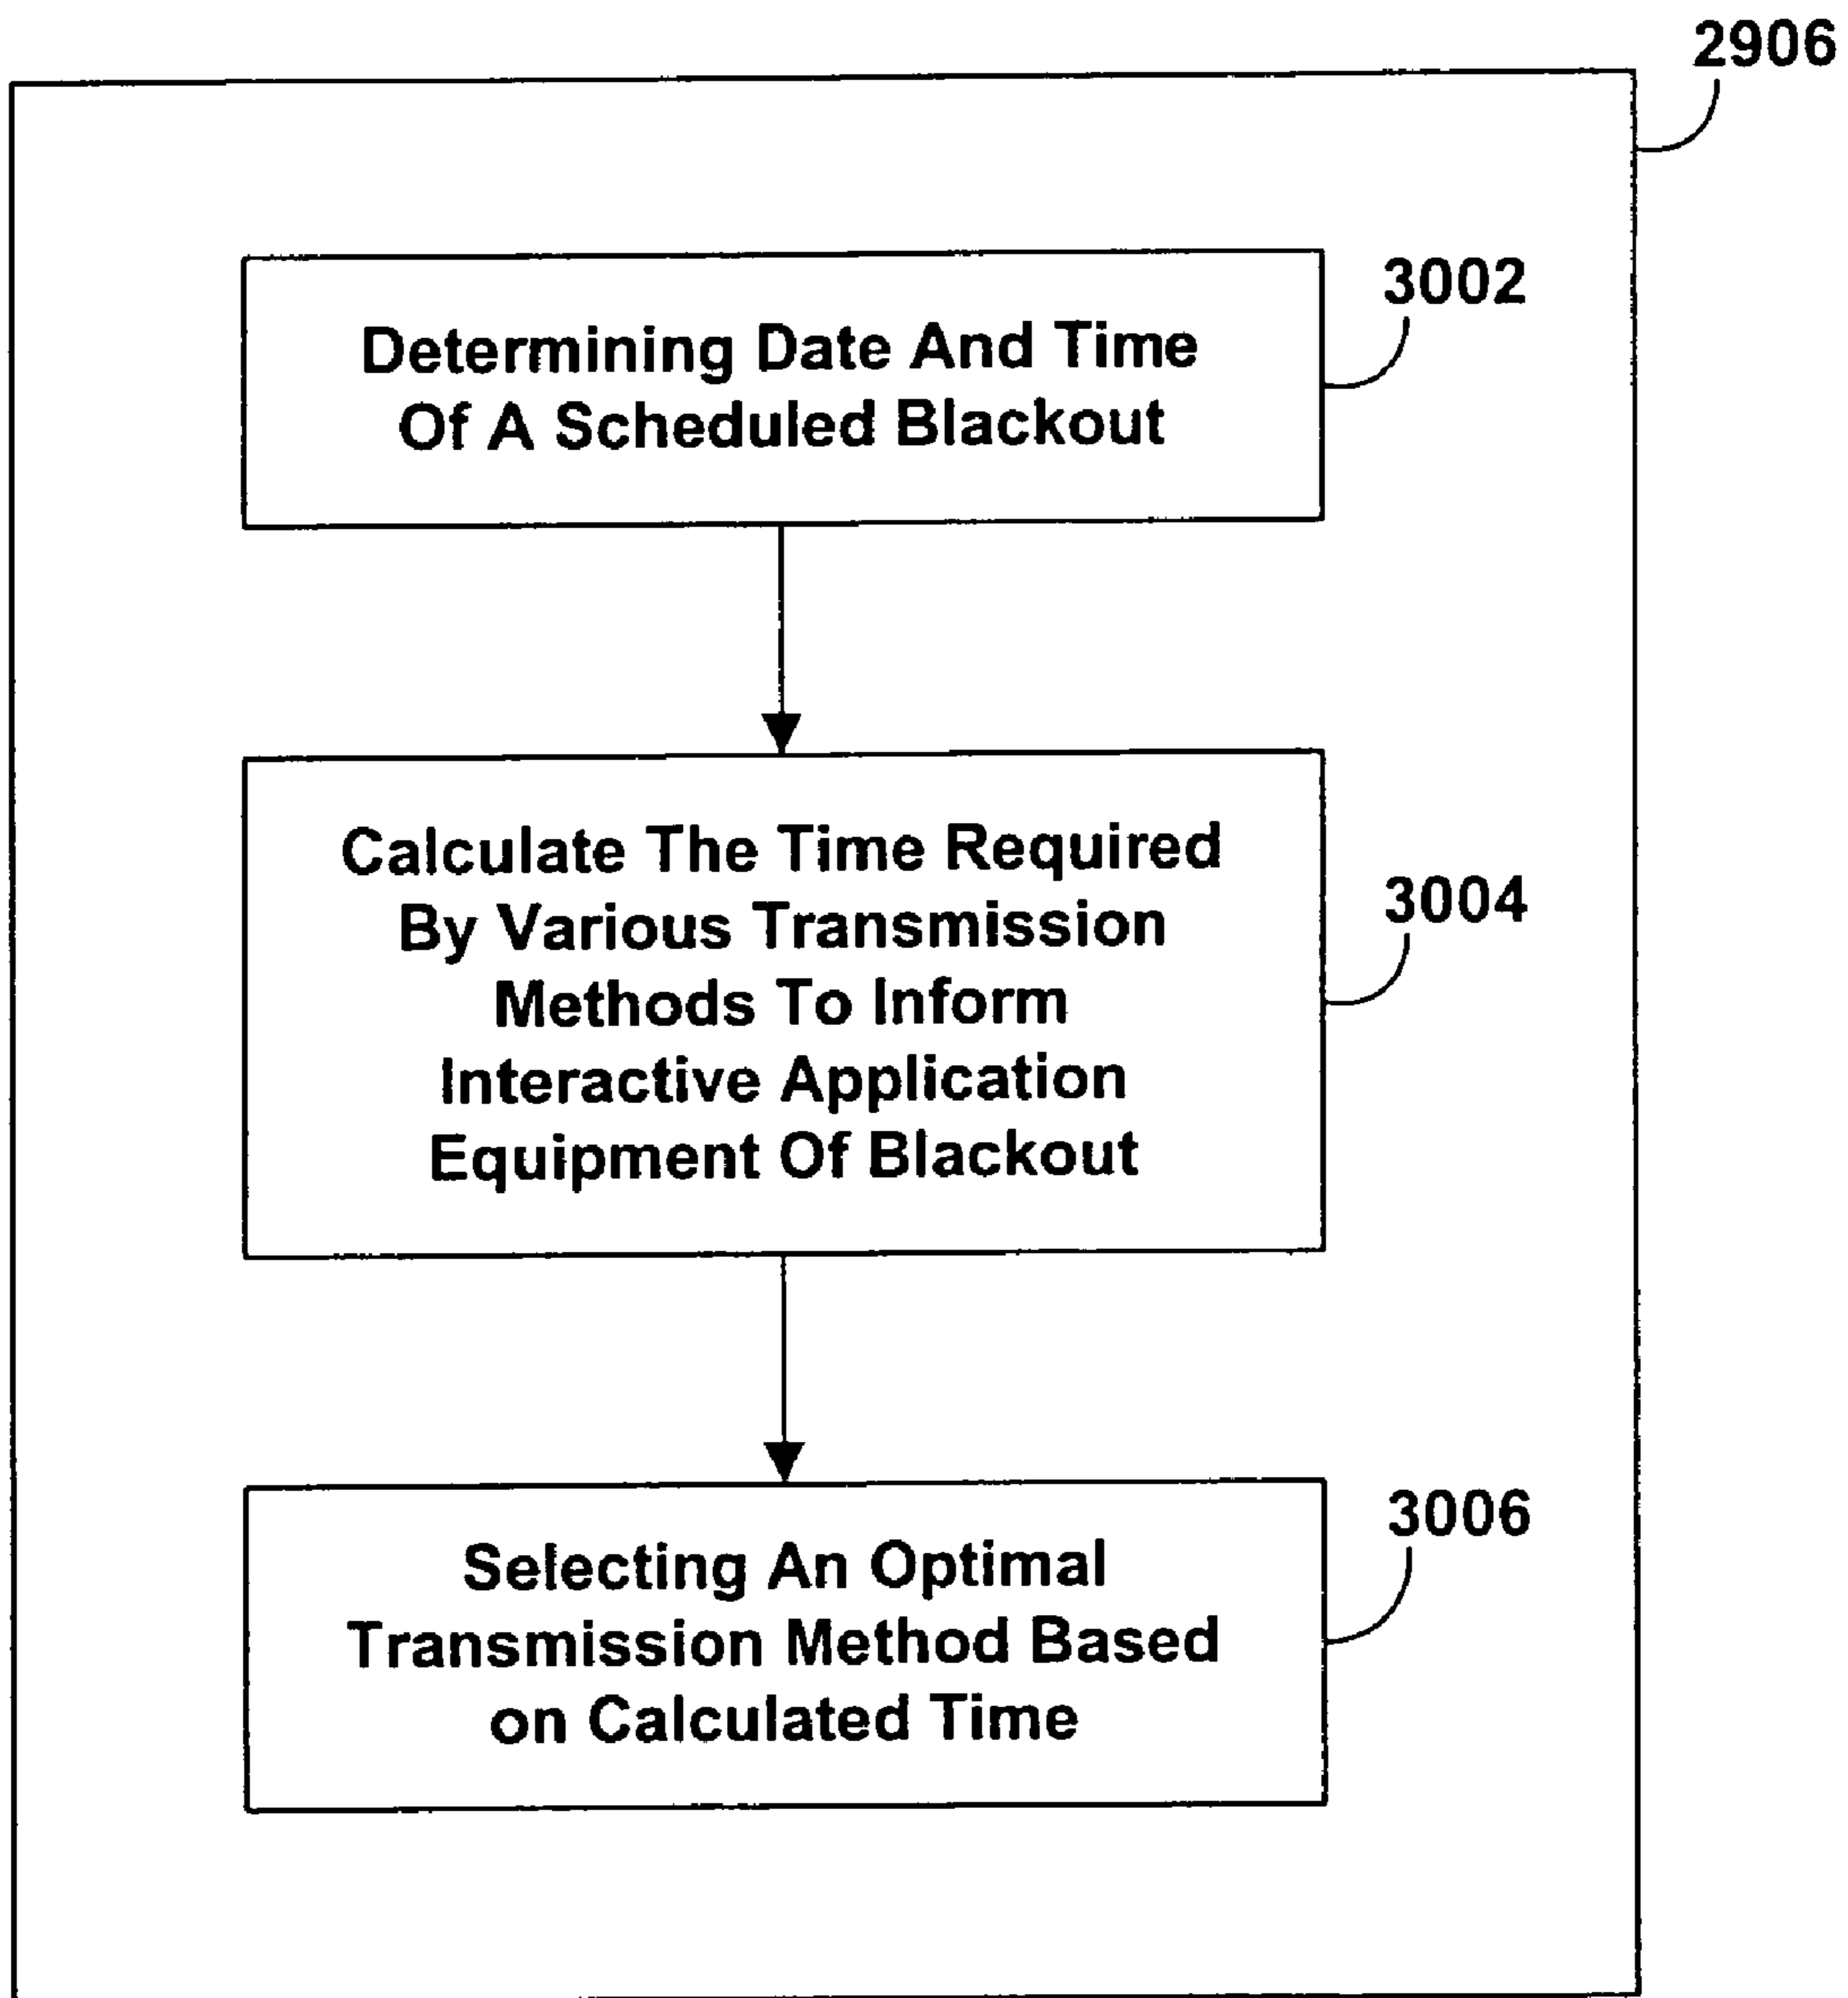 2906
3002
Determining Date And Time
Of A Scheduled Blackout
Calculate The Time Required
By Various Transmission
Methods To Inform
Interactive Application
Equipment Of Blackout
3004
Selecting An Optimal
Transmission Method Based
on Calculated Time
3006